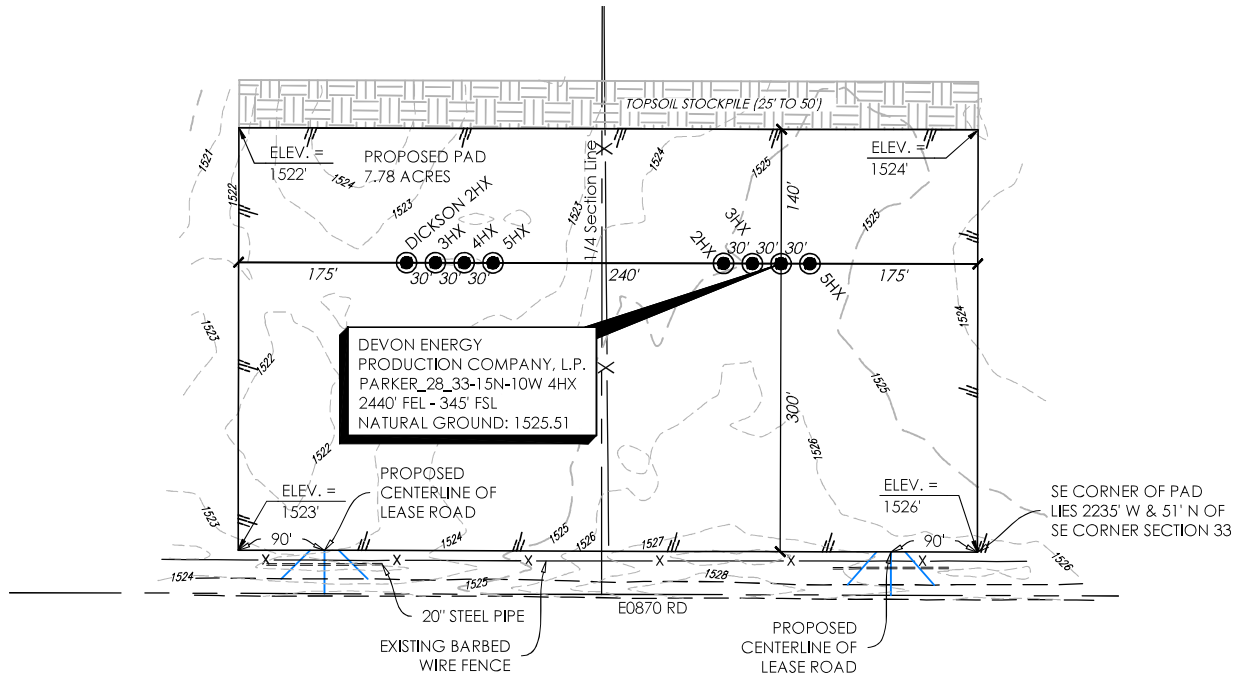 TOPSOIL STOCKPILE (25' TO 50')
ELEV. =
1522'
PROPOSED PAD
7.78 ACRES
ELEV. =
1524'
1521
1522
1524
1523
1523
1524
1525
1525
1/4 Section Line
140'
DICKSON 2HX
3HX
4HX
5HX
2HX
3HX
5HX
175'
30'
30'
30'
240'
30'
30'
30'
175'
DEVON ENERGY
PRODUCTION COMPANY, L.P.
PARKER_28_33-15N-10W 4HX
2440' FEL - 345' FSL
NATURAL GROUND: 1525.51
1523
1522
1524
1525
300'
1522
1526
ELEV. =
1523'
PROPOSED
CENTERLINE OF
LEASE ROAD
ELEV. =
1526'
SE CORNER OF PAD
LIES 2235' W & 51' N OF
SE CORNER SECTION 33
1523
90'
1524
1525
1526
1527
90'
1526
1524
1525
1528
20" STEEL PIPE
E0870 RD
EXISTING BARBED
WIRE FENCE
PROPOSED
CENTERLINE OF
LEASE ROAD